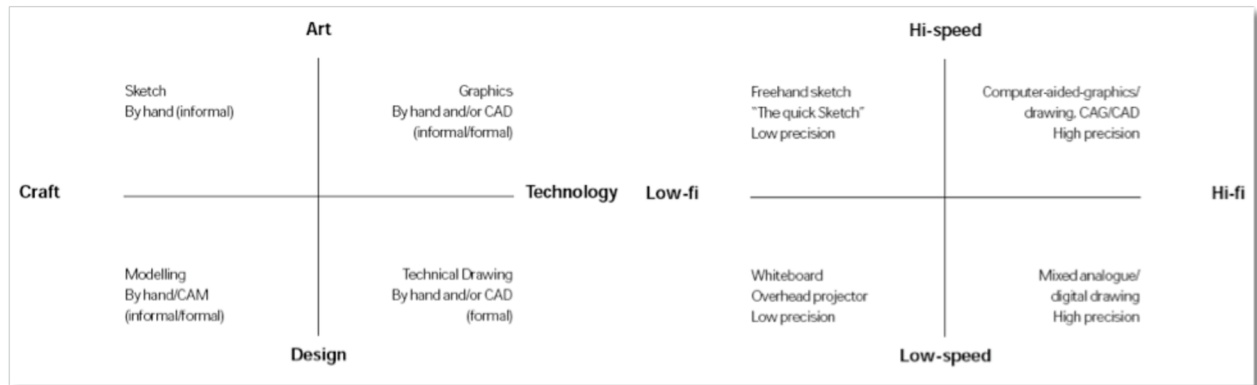 Art
Sketch
By hand (informal)
Graphics
By hand and/or CAD
(informal/formal)
Craft
Technology
Modelling
By hand/CAM
(informal/formal)
Technical Drawing
By hand and/or CAD
(formal)
Design
Hi-speed
Freehand sketch
"The quick Sketch"
Low precision
Computer-aided-graphics/
drawing, CAG/CAD
High precision
Low-fi
Hi-fi
Whiteboard
Overhead projector
Low precision
Mixed analogue/
digital drawing
High precision
Low-speed